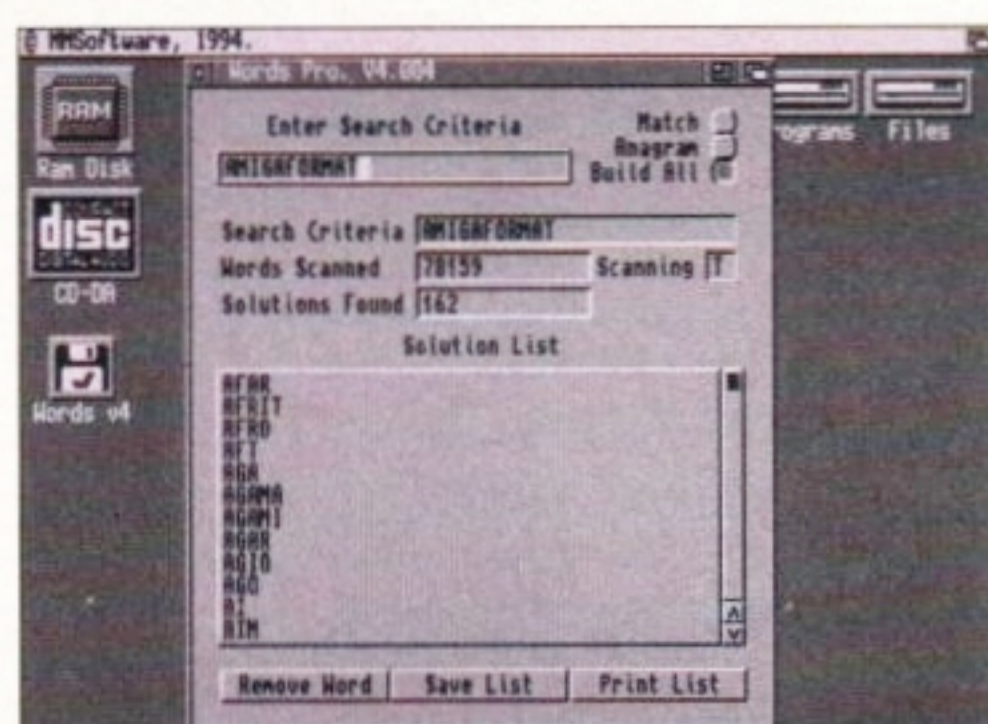 © MMSoftware, 1994.
Words Pro. V4.004
RAM
Ram Disk
disc
CD-DA
Words v4
Enter Search Criteria
AMIGAFORMAT
Match
Anagram
Build All
Search Criteria AMIGAFORMAT
Words Scanned 78159 Scanning T
Solutions Found 162
Solution List
AFAR
AFRIT
AFRO
AFT
AGA
AGAMA
AGAMI
AGAR
AGIO
AGO
AI
AIM
Remove Word Save List Print List
Files